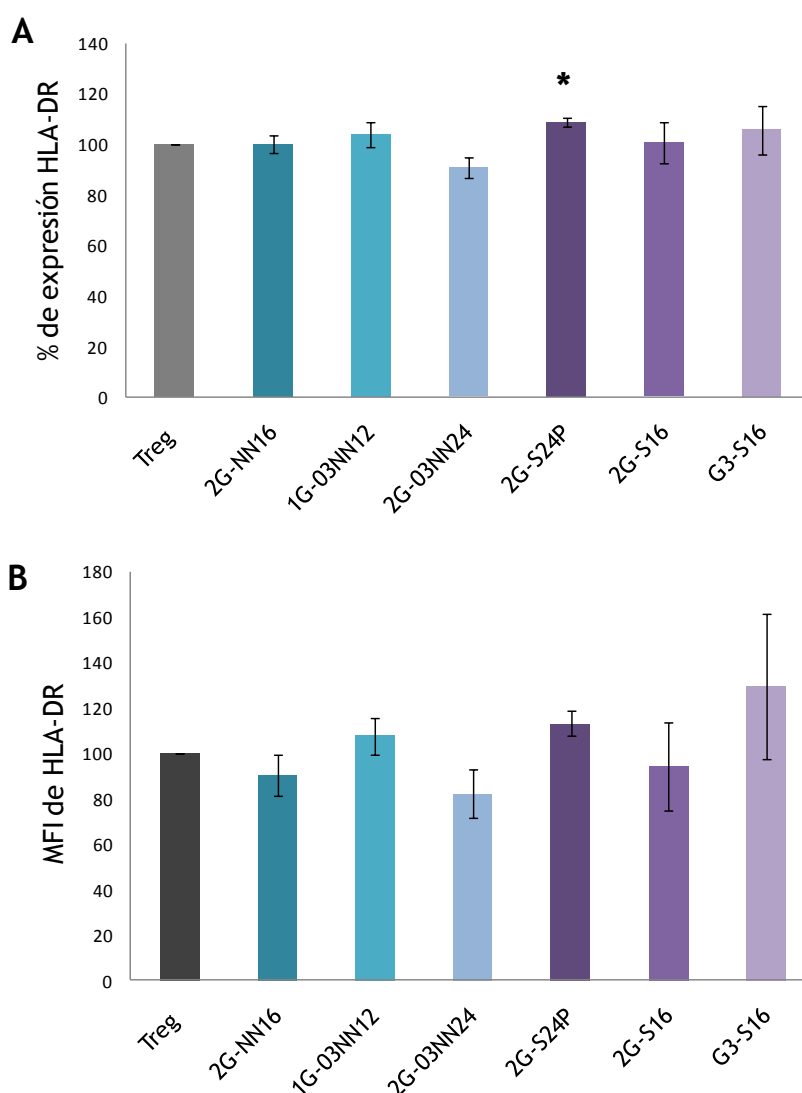 A
% de expresión HLA-DR
140
120
100
80
60
40
20
0
*
Treg
2G-NN16
1G-03NN12
2G-03NN24
2G-S24P
2G-S16
G3-S16
B
MFI de HLA-DR
180
160
140
120
100
80
60
40
20
0
Treg
2G-NN16
1G-03NN12
2G-03NN24
2G-S24P
2G-S16
G3-S16